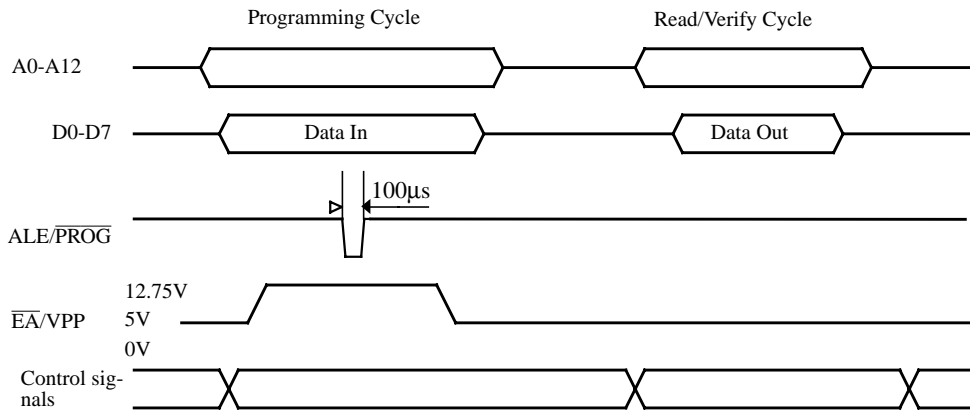 Programming Cycle
Read/Verify Cycle
A0-A12
D0-D7
Data In
Data Out
100μs
ALE/PROG
12.75V
EA/VPP
5V
0V
Control sig-
nals